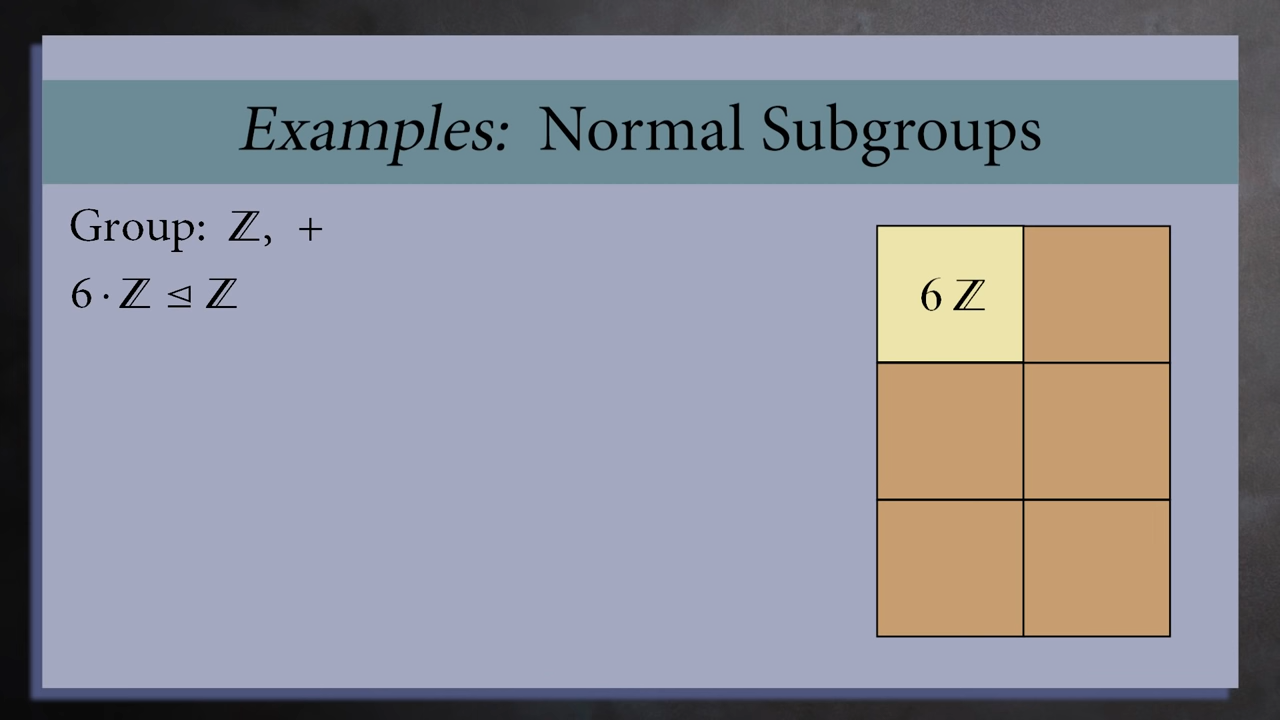 Examples: Normal Subgroups
Group: ℤ, +
6 · ℤ ⊴ ℤ
6 ℤ